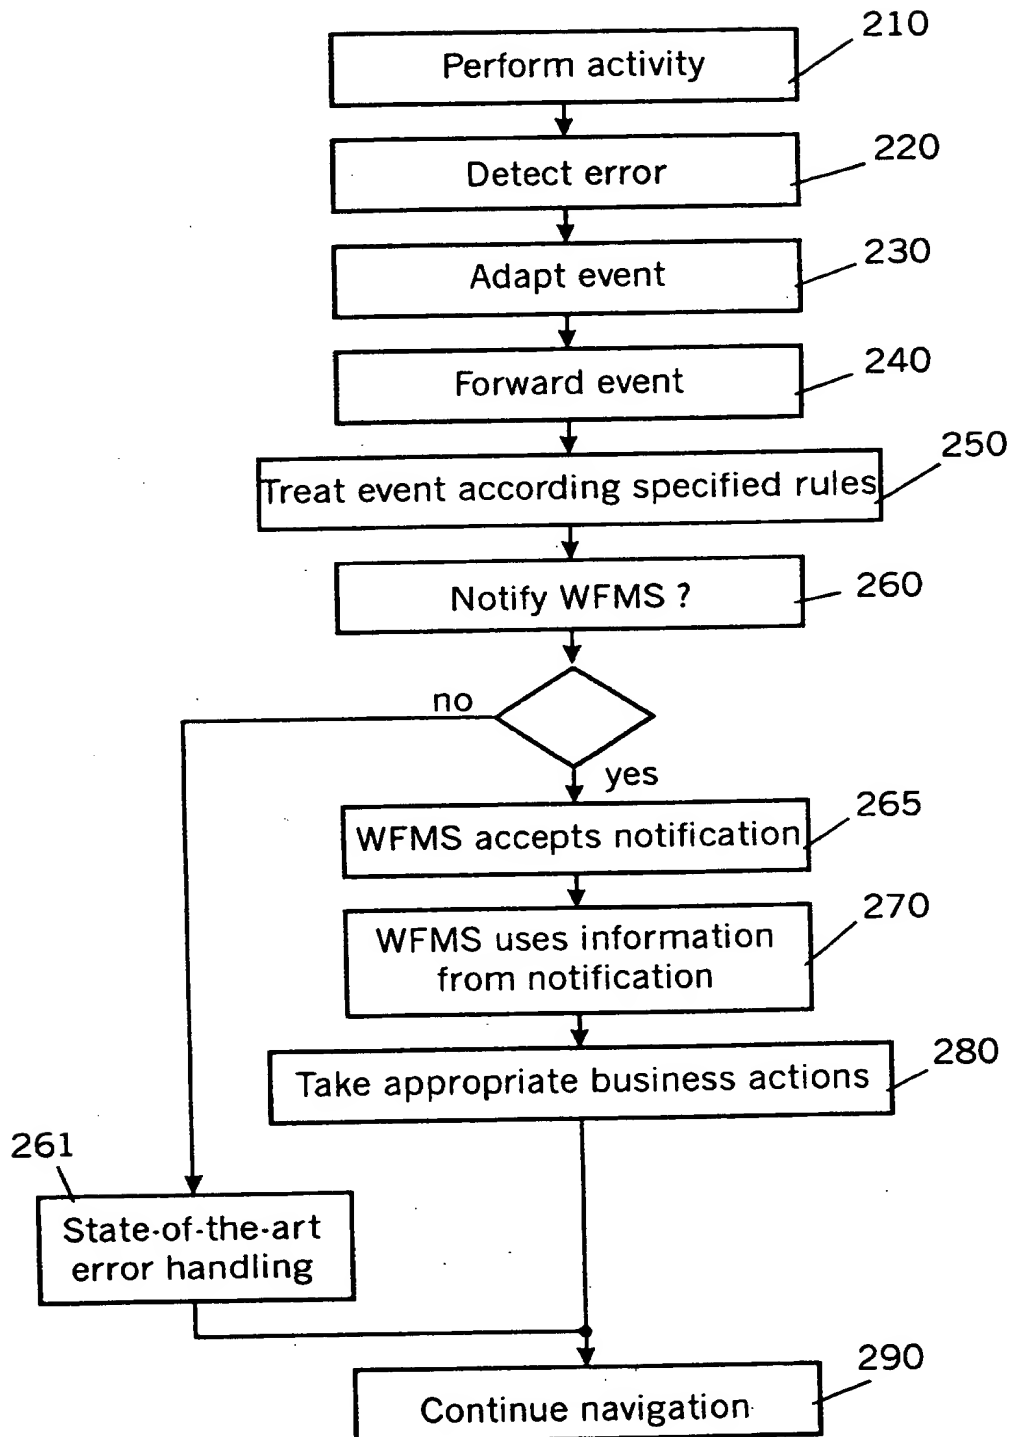 210
Perform activity
220
Detect error
230
Adapt event
240
Forward event
250
Treat event according specified rules
260
Notify WFMS ?
no
yes
265
WFMS accepts notification
270
WFMS uses information
from notification
280
Take appropriate business actions
261
State-of-the-art
error handling
290
Continue navigation